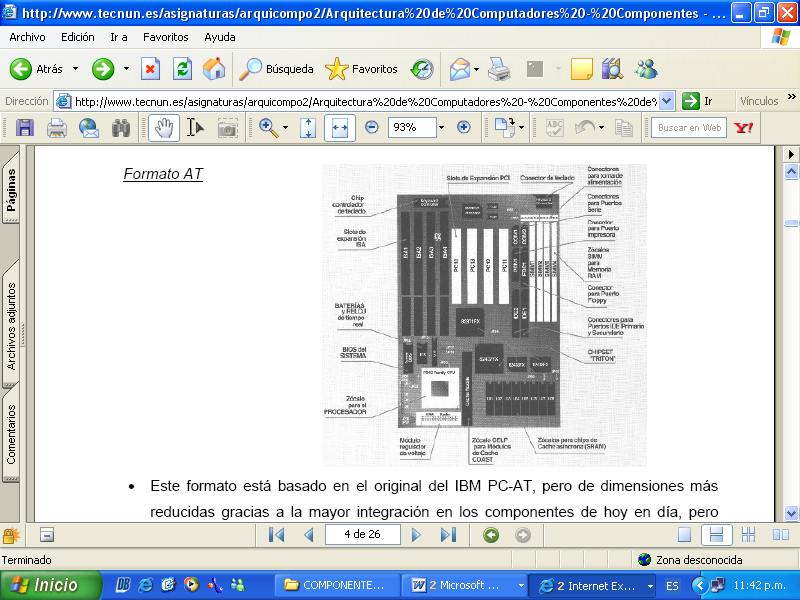 http://www.tecnun.es/asignaturas/arquicompo2/Arquitectura%20de%20Computadores%20-%20Componentes - ...
Archivo Edición Ir a Favoritos Ayuda
Atrás Búsqueda Favoritos
Dirección http://www.tecnun.es/asignaturas/arquicompo2/Arquitectura%20de%20Computadores%20-%20Componentes%20de% Ir Vínculos »
93% Buscar en Web Y!
Páginas
Archivos adjuntos
Comentarios
Formato AT
Slots de Expansión PCI
Conector de teclado
Conectores para toma de alimentación
Chip controlador de teclado
Conectores para Puertos Serie
Slots de expansión ISA
Conector para Puerto Impresora
Zócalos SIMM para Memoria RAM
Conector para Puerto Floppy
BATERÍAS y RELOJ de tiempo real
Conectores para Puertos IDE Primario y Secundario
BIOS del SISTEMA
CHIPSET "TRITON"
Zócalo para el PROCESADOR
Módulo regulador de voltaje
Zócalo CELP para Módulos de Cache COAST
Zócalos para chips de Cache asíncrona (SRAM)
• Este formato está basado en el original del IBM PC-AT, pero de dimensiones más
reducidas gracias a la mayor integración en los componentes de hoy en día, pero
4 de 26
Terminado Zona desconocida
Inicio COMPONENTE... 2 Microsoft ... 2 Internet Ex... ES 11:42 p.m.